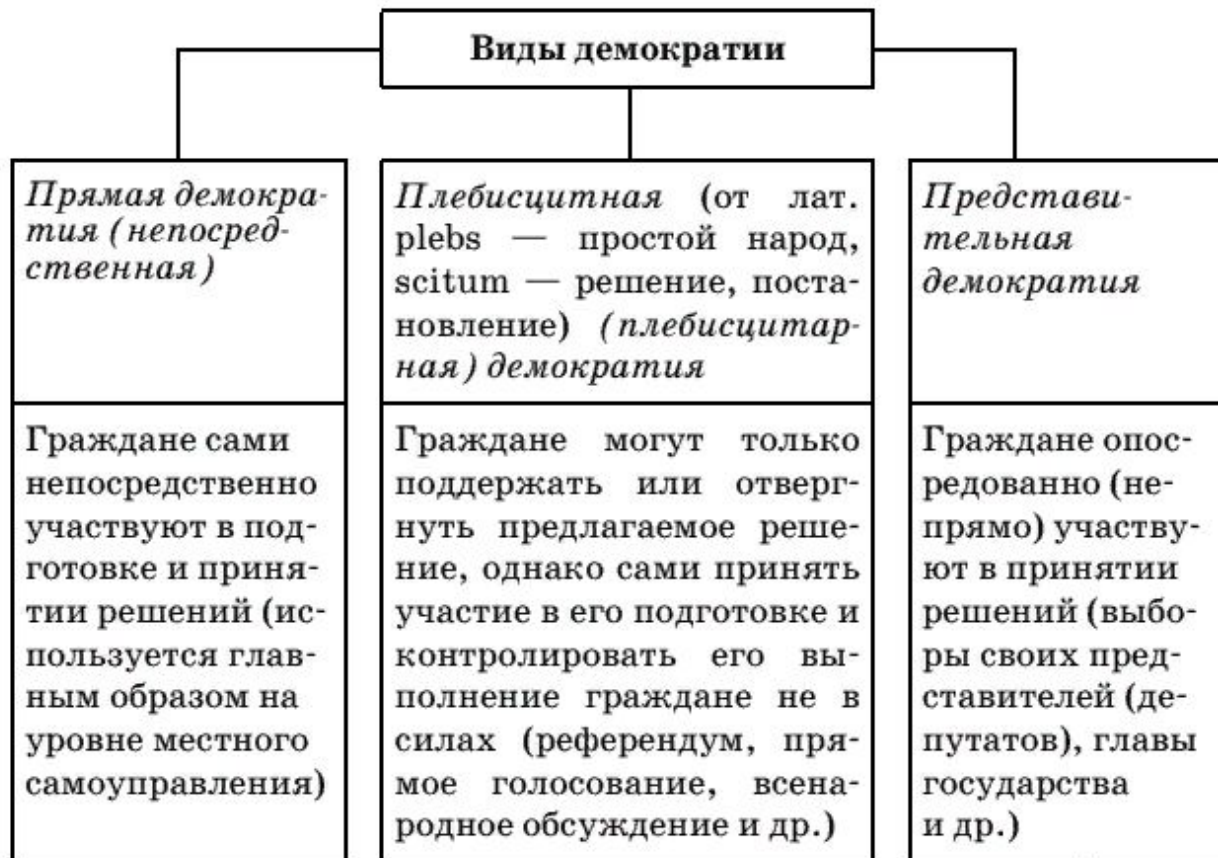 Виды демократии
Прямая демокра-
тия (непосред-
ственная)
Граждане сами
непосредственно
участвуют в под-
готовке и приня-
тии решений (ис-
пользуется глав-
ным образом на
уровне местного
самоуправления)
Плебисцитная (от лат.
plebs — простой народ,
scitum — решение, поста-
новление) (плебисцитар-
ная) демократия
Граждане могут только
поддержать или отверг-
нуть предлагаемое реше-
ние, однако сами принять
участие в его подготовке и
контролировать его вы-
полнение граждане не в
силах (референдум, пря-
мое голосование, всена-
родное обсуждение и др.)
Представи-
тельная
демократия
Граждане опос-
редованно (не-
прямо) участву-
ют в принятии
решений (выбо-
ры своих пред-
ставителей (де-
путатов), главы
государства
и др.)